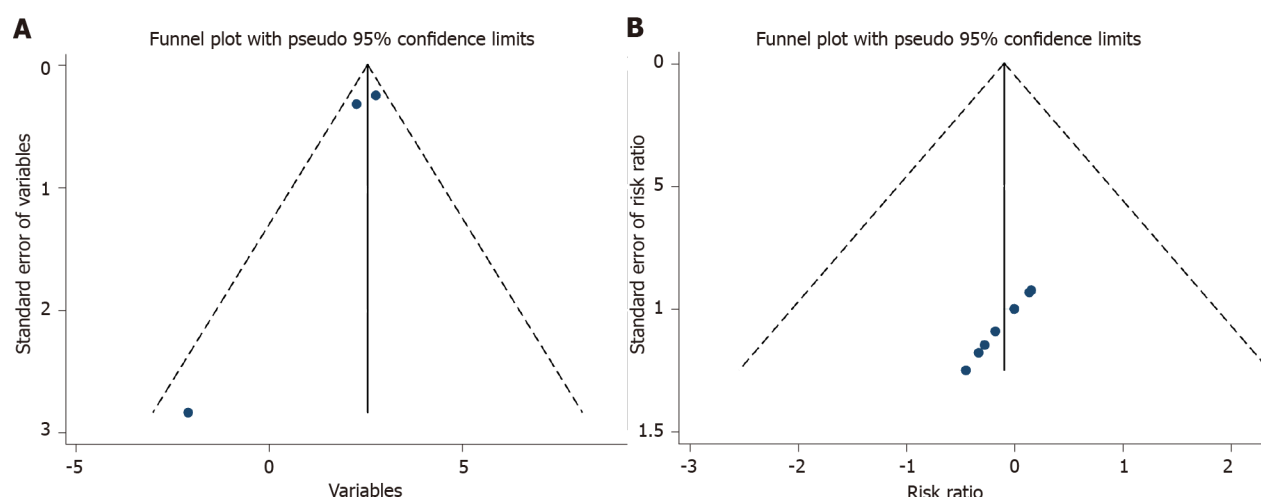 A
Funnel plot with pseudo 95% confidence limits
0
1
2
3
Standard error of variables
-5
0
5
Variables
B
Funnel plot with pseudo 95% confidence limits
0
5
1
1.5
Standard error of risk ratio
-3
-2
-1
0
1
2
Risk ratio